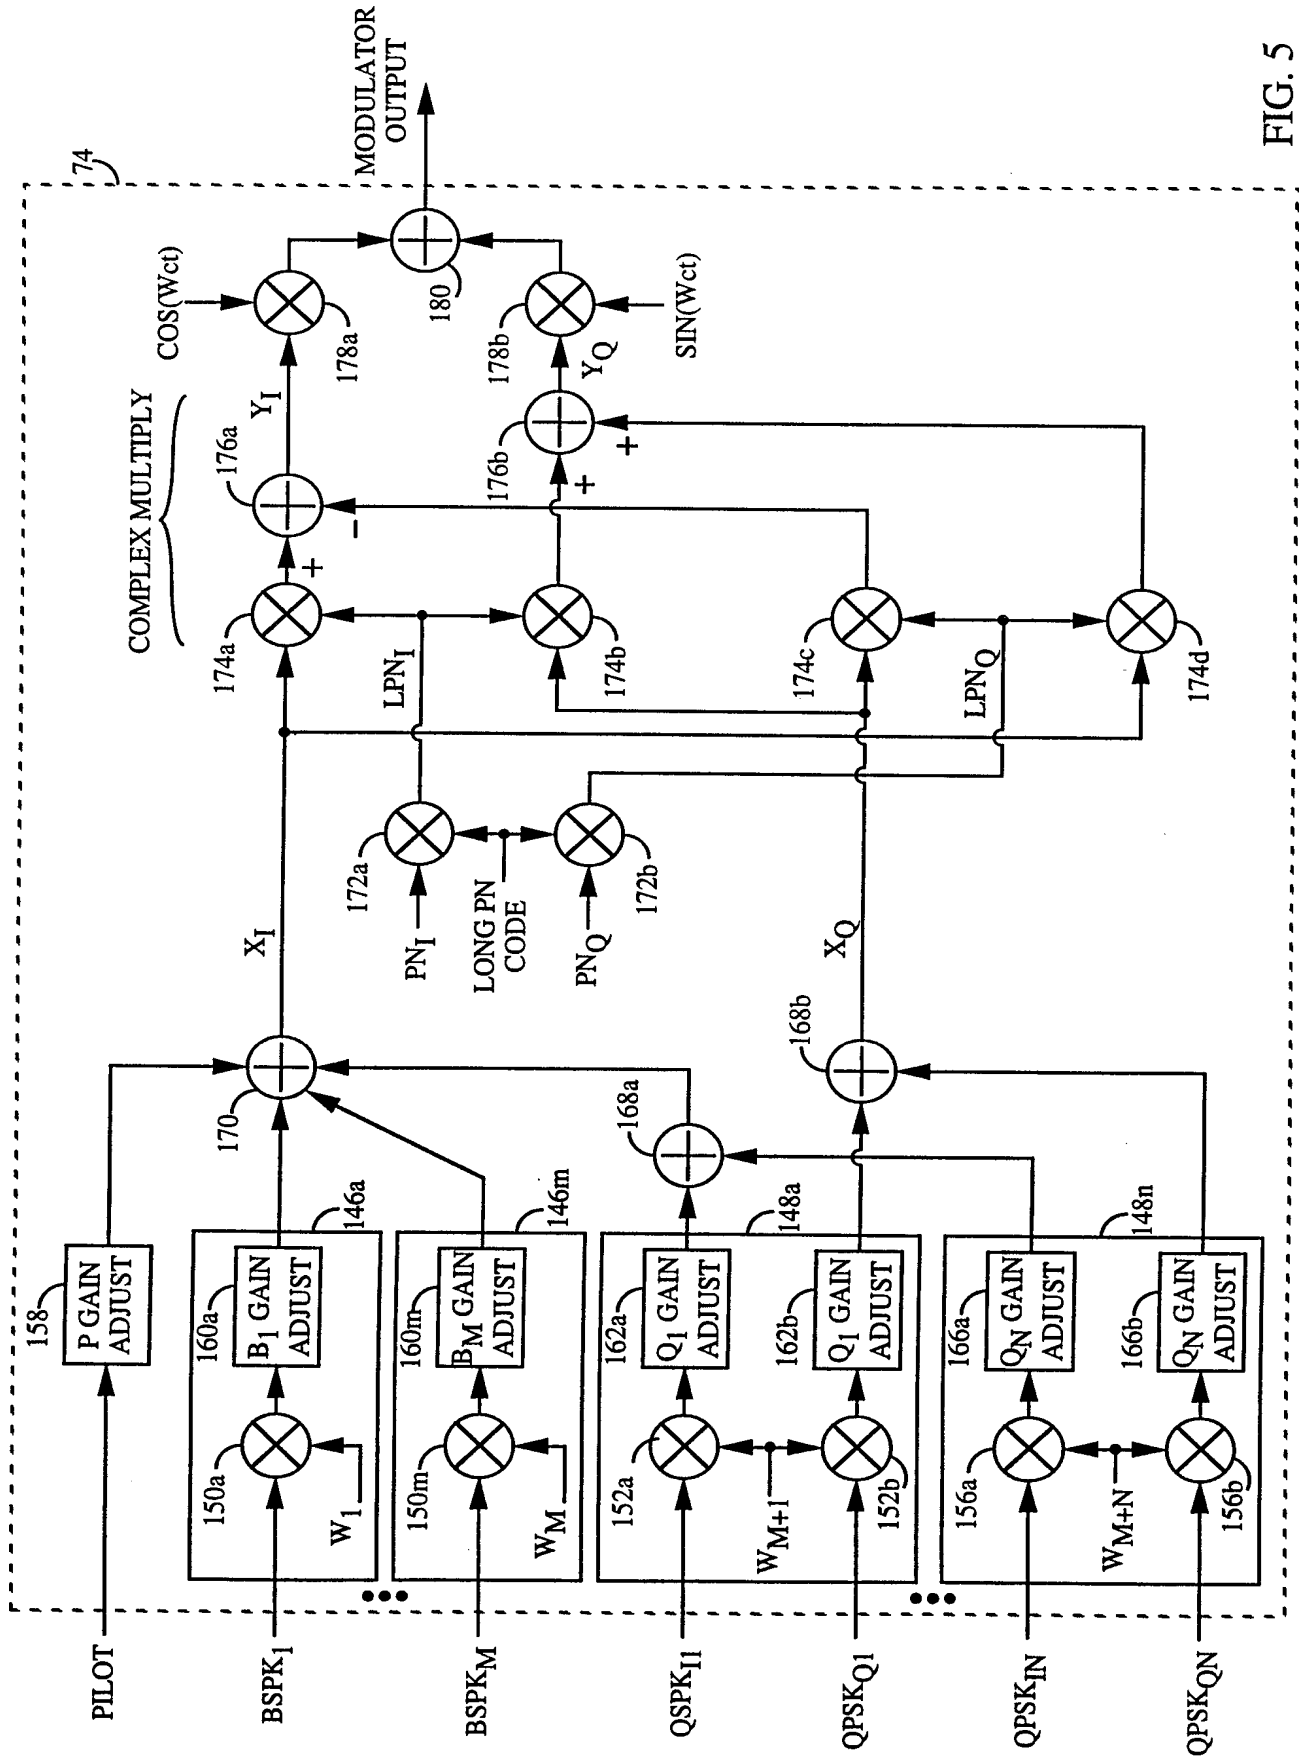 FIG. 5
74
MODULATOR
OUTPUT
COS(Wct)
178a
180
178b
SIN(Wct)
COMPLEX MULTIPLY
Y_I
Y_Q
176a
176b
+
−
+
+
174a
LPN_I
174b
174c
LPN_Q
174d
172a
172b
PN_I
LONG PN
CODE
PN_Q
X_I
X_Q
170
168a
168b
158
P GAIN
ADJUST
160a
B_1 GAIN
ADJUST
146a
150a
W_1
160m
B_M GAIN
ADJUST
146m
150m
W_M
162a
Q_1 GAIN
ADJUST
148a
152a
W_M+1
162b
Q_1 GAIN
ADJUST
152b
166a
Q_N GAIN
ADJUST
148n
156a
W_M+N
166b
Q_N GAIN
ADJUST
156b
PILOT
BSPK_1
BSPK_M
QSPK_I1
QPSK_Q1
QPSK_IN
QPSK_QN